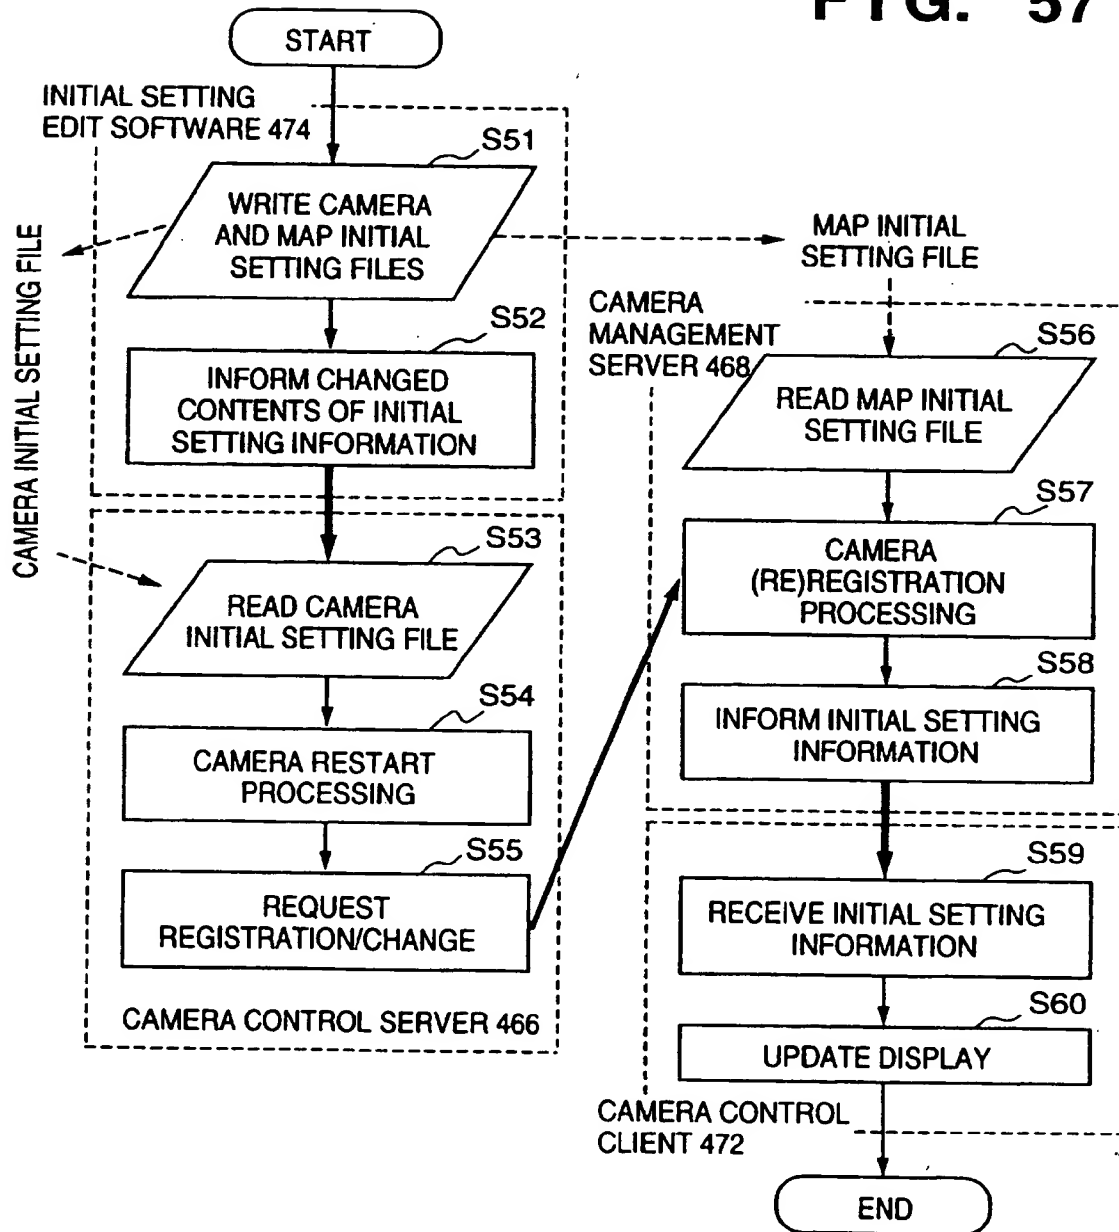 FIG. 57
START
INITIAL SETTING
EDIT SOFTWARE 474
S51
WRITE CAMERA
AND MAP INITIAL
SETTING FILES
CAMERA INITIAL SETTING FILE
S52
INFORM CHANGED
CONTENTS OF INITIAL
SETTING INFORMATION
S53
READ CAMERA
INITIAL SETTING FILE
S54
CAMERA RESTART
PROCESSING
S55
REQUEST
REGISTRATION/CHANGE
CAMERA CONTROL SERVER 466
MAP INITIAL
SETTING FILE
CAMERA
MANAGEMENT
SERVER 468
S56
READ MAP INITIAL
SETTING FILE
S57
CAMERA
(RE)REGISTRATION
PROCESSING
S58
INFORM INITIAL SETTING
INFORMATION
S59
RECEIVE INITIAL SETTING
INFORMATION
S60
UPDATE DISPLAY
CAMERA CONTROL
CLIENT 472
END